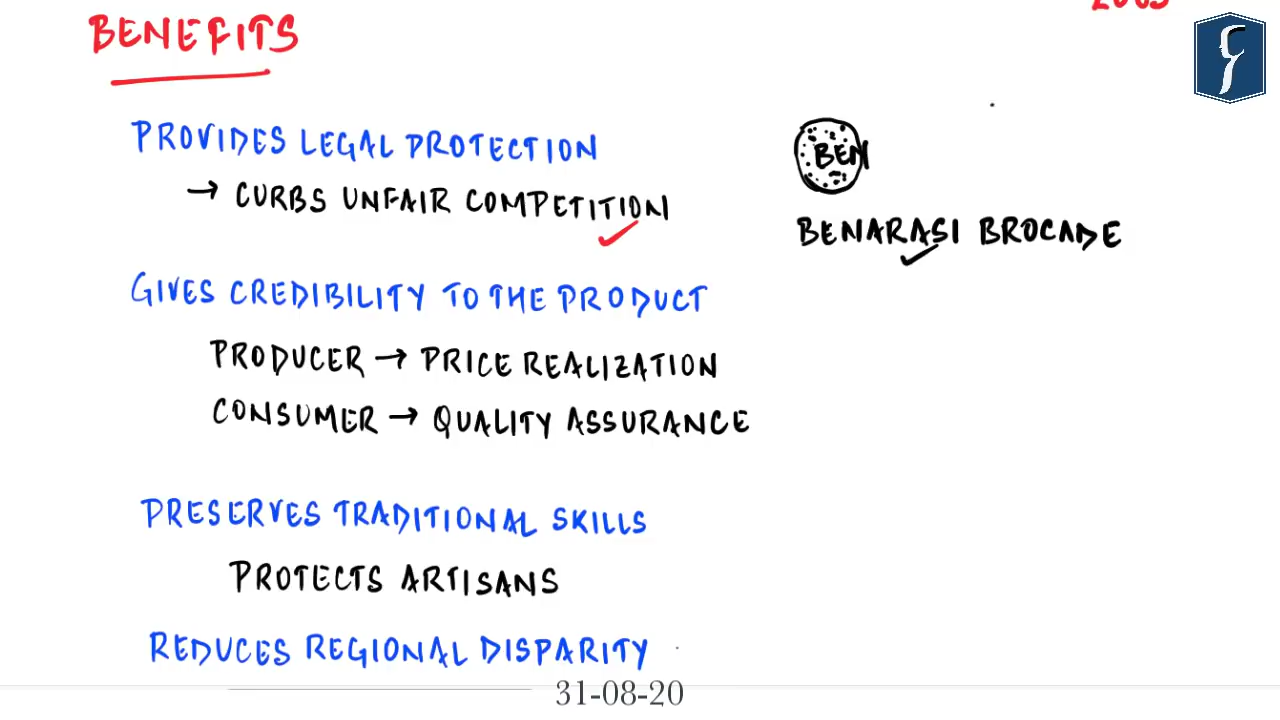 2003
BENEFITS
PROVIDES LEGAL PROTECTION
→ CURBS UNFAIR COMPETITION
BEN
BENARASI BROCADE
GIVES CREDIBILITY TO THE PRODUCT
PRODUCER → PRICE REALIZATION
CONSUMER → QUALITY ASSURANCE
PRESERVES TRADITIONAL SKILLS
PROTECTS ARTISANS
REDUCES REGIONAL DISPARITY
31-08-20